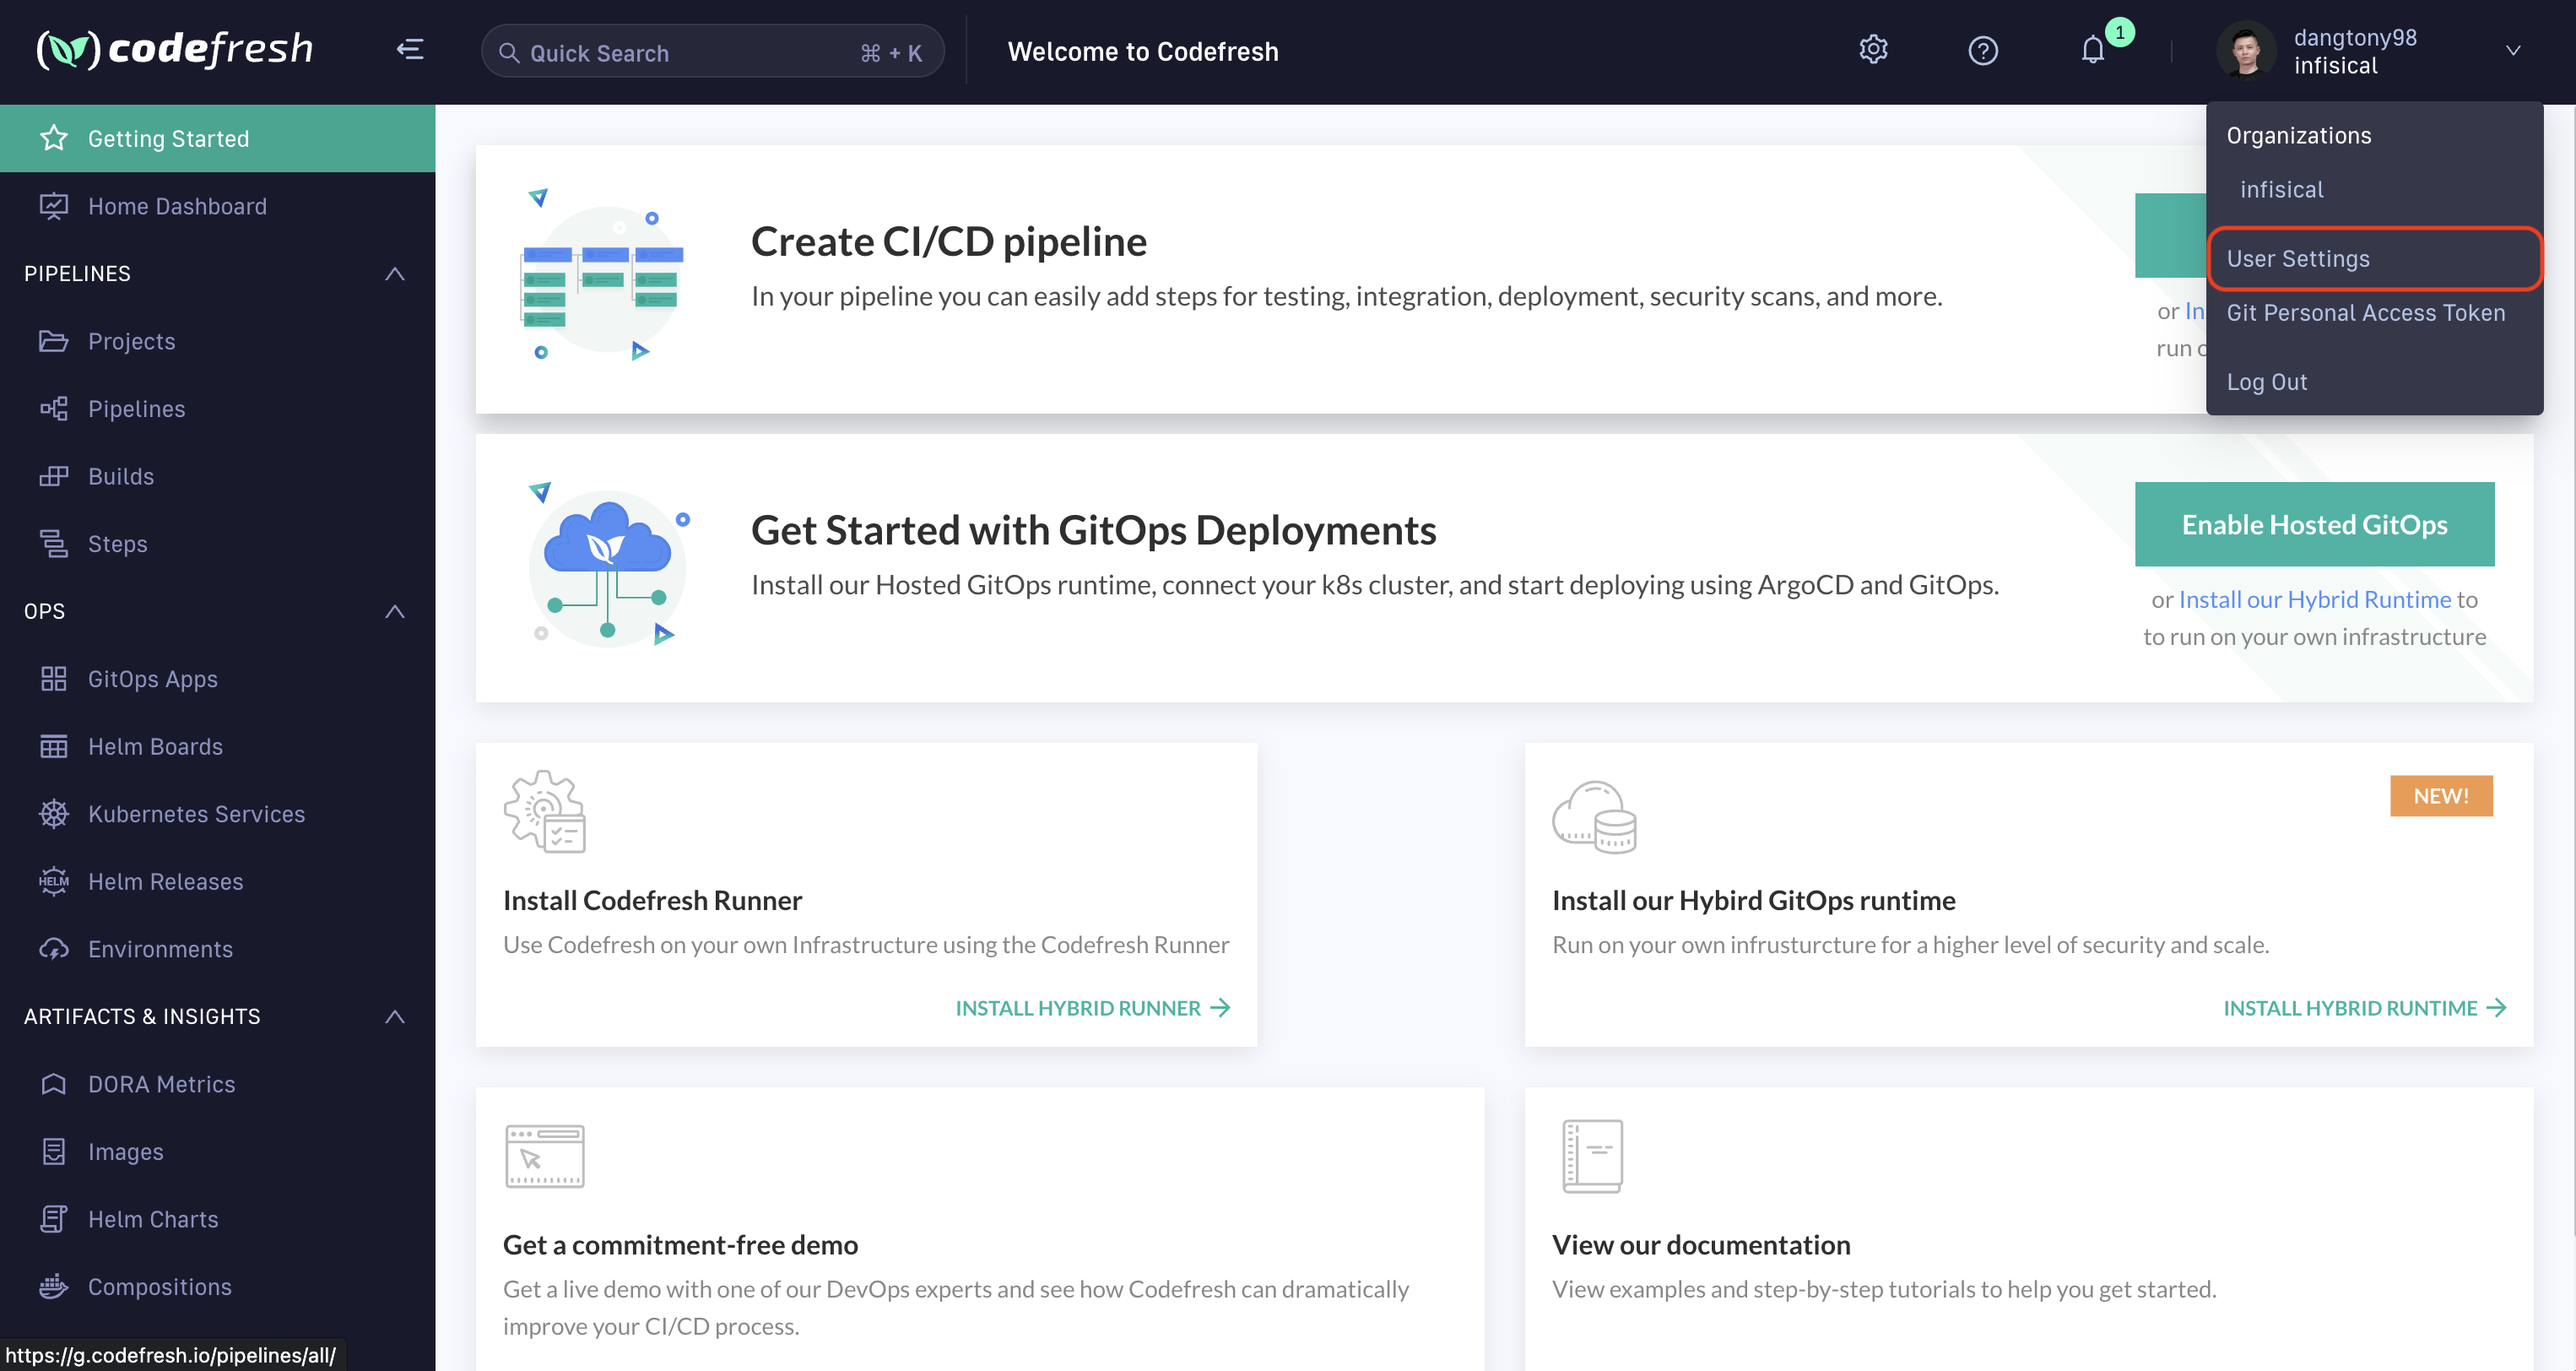 codefresh
Quick Search ⌘ + K
Welcome to Codefresh
1
dangtony98
infisical
Organizations
infisical
User Settings
Git Personal Access Token
Log Out
Getting Started
Home Dashboard
PIPELINES
Projects
Pipelines
Builds
Steps
OPS
GitOps Apps
Helm Boards
Kubernetes Services
HELM
Helm Releases
Environments
ARTIFACTS & INSIGHTS
DORA Metrics
Images
Helm Charts
Compositions
https://g.codefresh.io/pipelines/all/
Create CI/CD pipeline
In your pipeline you can easily add steps for testing, integration, deployment, security scans, and more.
or In
run
Get Started with GitOps Deployments
Install our Hosted GitOps runtime, connect your k8s cluster, and start deploying using ArgoCD and GitOps.
Enable Hosted GitOps
or Install our Hybrid Runtime to
to run on your own infrastructure
Install Codefresh Runner
Use Codefresh on your own Infrastructure using the Codefresh Runner
INSTALL HYBRID RUNNER
NEW!
Install our Hybird GitOps runtime
Run on your own infrusturcture for a higher level of security and scale.
INSTALL HYBRID RUNTIME
Get a commitment-free demo
Get a live demo with one of our DevOps experts and see how Codefresh can dramatically
improve your CI/CD process.
View our documentation
View examples and step-by-step tutorials to help you get started.